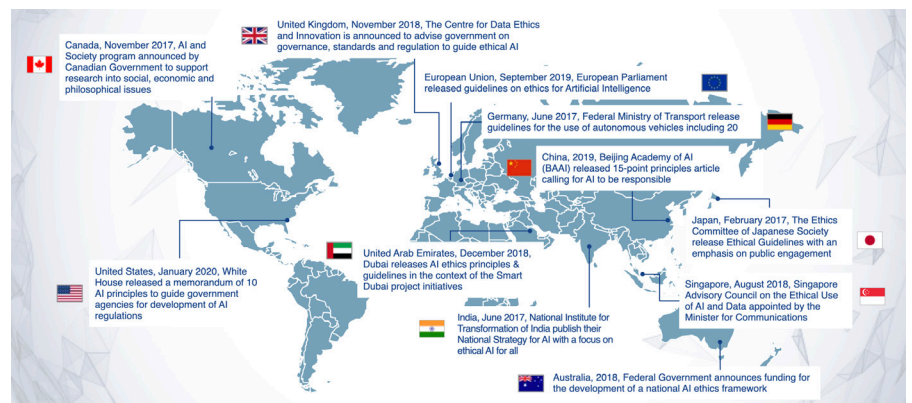 United Kingdom, November 2018, The Centre for Data Ethics
and Innovation is announced to advise government on
governance, standards and regulation to guide ethical AI
Canada, November 2017, AI and
Society program announced by
Canadian Government to support
research into social, economic and
philosophical issues
European Union, September 2019, European Parliament
released guidelines on ethics for Artificial Intelligence
Germany, June 2017, Federal Ministry of Transport release
guidelines for the use of autonomous vehicles including 20
China, 2019, Beijing Academy of AI
(BAAI) released 15-point principles article
calling for AI to be responsible
Japan, February 2017, The Ethics
Committee of Japanese Society
release Ethical Guidelines with an
emphasis on public engagement
United Arab Emirates, December 2018,
Dubai releases AI ethics principles &
guidelines in the context of the Smart
Dubai project initiatives
United States, January 2020, White
House released a memorandum of 10
AI principles to guide government
agencies for development of AI
regulations
Singapore, August 2018, Singapore
Advisory Council on the Ethical Use
of AI and Data appointed by the
Minister for Communications
India, June 2017, National Institute for
Transformation of India publish their
National Strategy for AI with a focus on
ethical AI for all
Australia, 2018, Federal Government announces funding for
the development of a national AI ethics framework